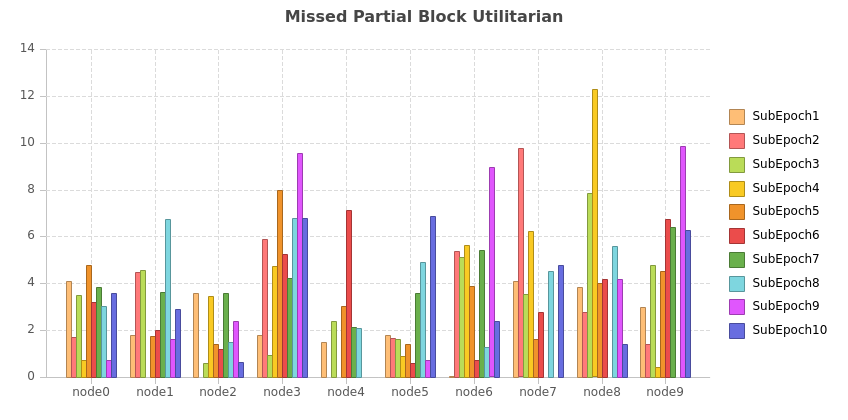 Missed Partial Block Utilitarian
14
12
10
8
6
4
2
0
node0 node1 node2 node3 node4 node5 node6 node7 node8 node9
SubEpoch1
SubEpoch2
SubEpoch3
SubEpoch4
SubEpoch5
SubEpoch6
SubEpoch7
SubEpoch8
SubEpoch9
SubEpoch10